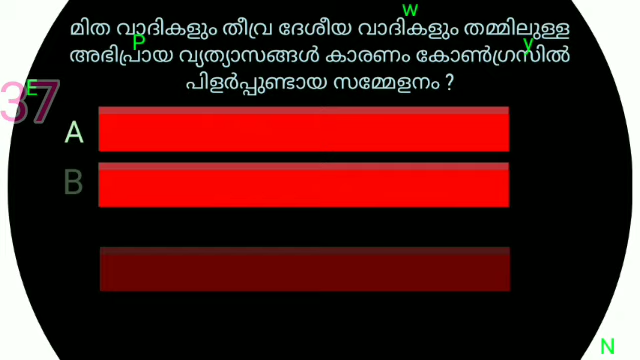 w
മിത വാദികളും തീവ്ര ദേശീയ വാദികളും തമ്മിലുള്ള
P
y
അഭിപ്രായ വ്യത്യാസങ്ങൾ കാരണം കോൺഗ്രസിൽ
പിളർപ്പുണ്ടായ സമ്മേളനം ?
E
37
A
B
N